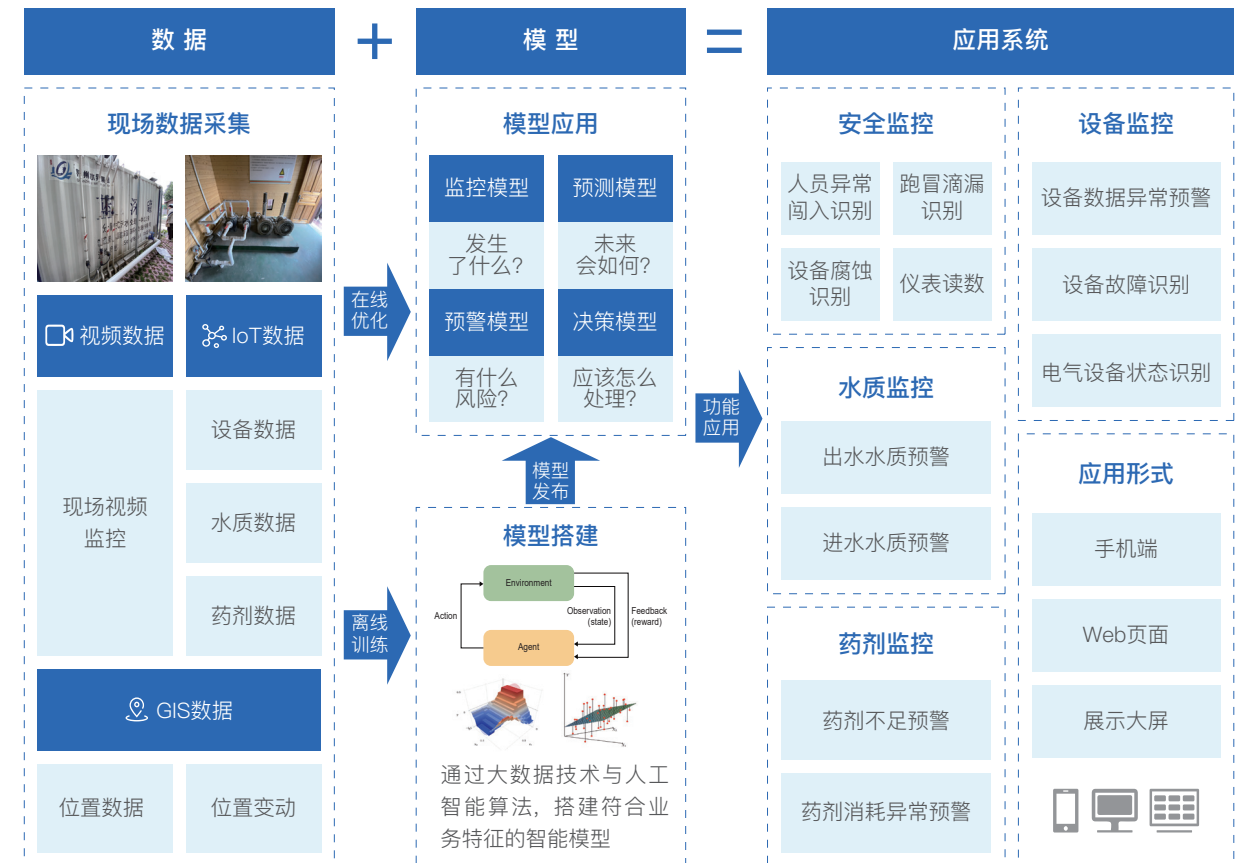 数 据
+
模 型
=
应用系统
现场数据采集
视频数据
IoT数据
现场视频
监控
设备数据
水质数据
药剂数据
GIS数据
位置数据
位置变动
在线
优化
离线
训练
模型应用
监控模型
发生
了什么?
预测模型
未来
会如何?
预警模型
有什么
风险?
决策模型
应该怎么
处理?
模型
发布
模型搭建
Environment
Action
Observation
(state)
Feedback
(reward)
Agent
通过大数据技术与人工
智能算法, 搭建符合业
务特征的智能模型
功能
应用
安全监控
人员异常
闯入识别
跑冒滴漏
识别
设备腐蚀
识别
仪表读数
水质监控
出水水质预警
进水水质预警
药剂监控
药剂不足预警
药剂消耗异常预警
设备监控
设备数据异常预警
设备故障识别
电气设备状态识别
应用形式
手机端
Web页面
展示大屏